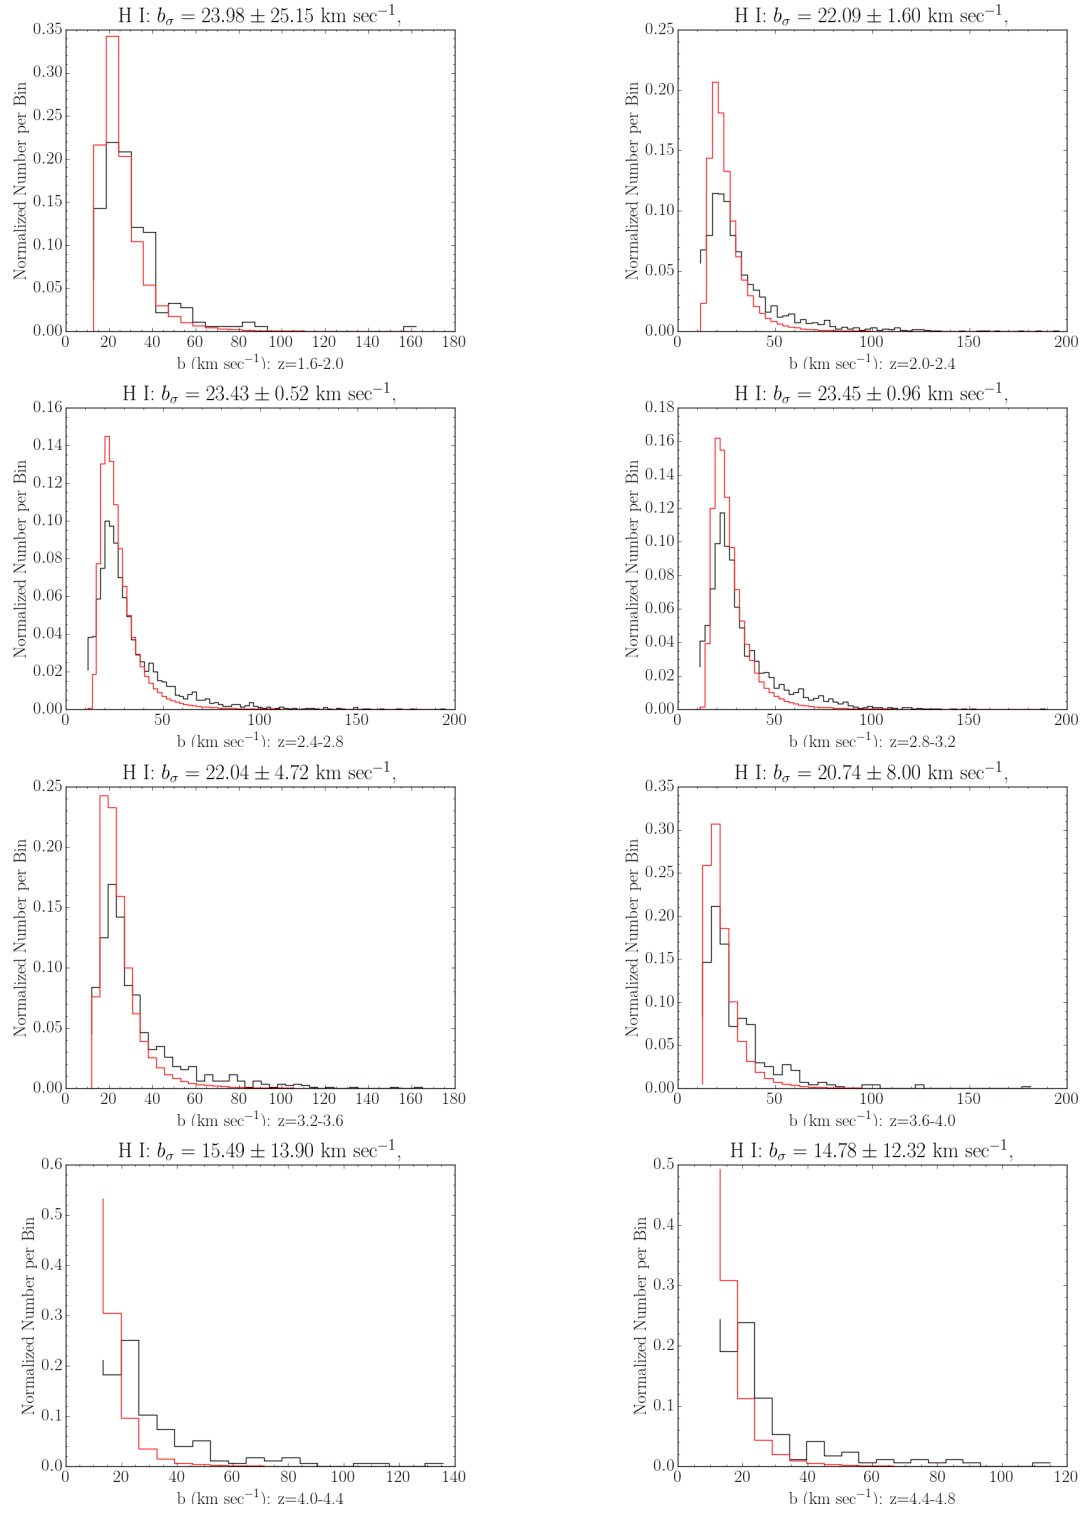 H I: b_σ = 23.98 ± 25.15 km sec⁻¹,
Normalized Number per Bin
0.35
0.30
0.25
0.20
0.15
0.10
0.05
0.00
0 20 40 60 80 100 120 140 160 180
b (km sec⁻¹): z=1.6-2.0
H I: b_σ = 22.09 ± 1.60 km sec⁻¹,
Normalized Number per Bin
0.25
0.20
0.15
0.10
0.05
0.00
0 50 100 150 200
b (km sec⁻¹): z=2.0-2.4
H I: b_σ = 23.43 ± 0.52 km sec⁻¹,
Normalized Number per Bin
0.16
0.14
0.12
0.10
0.08
0.06
0.04
0.02
0.00
0 50 100 150 200
b (km sec⁻¹): z=2.4-2.8
H I: b_σ = 23.45 ± 0.96 km sec⁻¹,
Normalized Number per Bin
0.18
0.16
0.14
0.12
0.10
0.08
0.06
0.04
0.02
0.00
0 50 100 150 200
b (km sec⁻¹): z=2.8-3.2
H I: b_σ = 22.04 ± 4.72 km sec⁻¹,
Normalized Number per Bin
0.25
0.20
0.15
0.10
0.05
0.00
0 20 40 60 80 100 120 140 160 180
b (km sec⁻¹): z=3.2-3.6
H I: b_σ = 20.74 ± 8.00 km sec⁻¹,
Normalized Number per Bin
0.35
0.30
0.25
0.20
0.15
0.10
0.05
0.00
0 50 100 150 200
b (km sec⁻¹): z=3.6-4.0
H I: b_σ = 15.49 ± 13.90 km sec⁻¹,
Normalized Number per Bin
0.6
0.5
0.4
0.3
0.2
0.1
0.0
0 20 40 60 80 100 120 140
b (km sec⁻¹): z=4.0-4.4
H I: b_σ = 14.78 ± 12.32 km sec⁻¹,
Normalized Number per Bin
0.5
0.4
0.3
0.2
0.1
0.0
0 20 40 60 80 100 120
b (km sec⁻¹): z=4.4-4.8